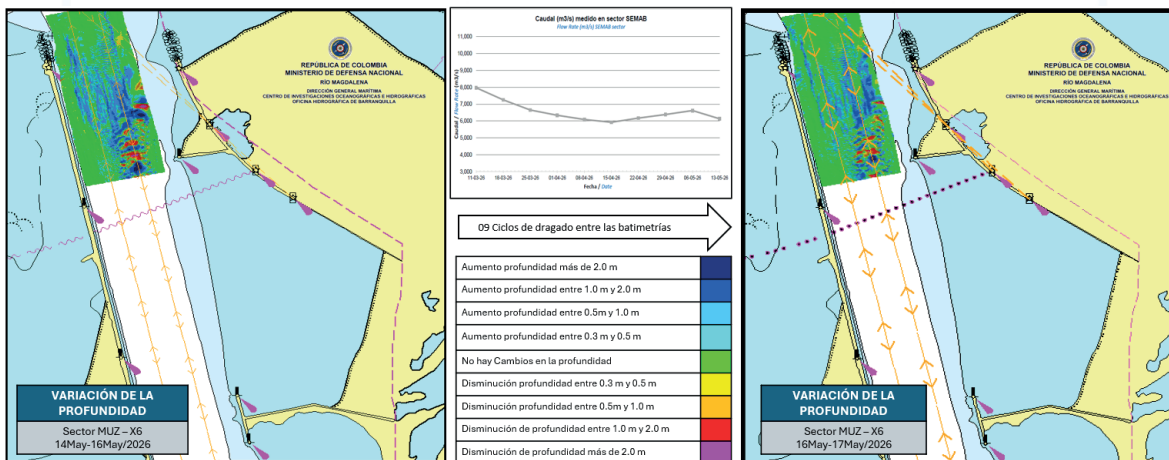 REPÚBLICA DE COLOMBIA
MINISTERIO DE DEFENSA NACIONAL
RÍO MAGDALENA
DIRECCIÓN GENERAL MARÍTIMA
CENTRO DE INVESTIGACIONES OCEANOGRÁFICAS E HIDROGRÁFICAS
OFICINA HIDROGRÁFICA DE BARRANQUILLA
VARIACIÓN DE LA
PROFUNDIDAD
Sector MUZ – X6
14May-16May/2026
Caudal (m3/s) medido en sector SEMAB
Flow Rate (m3/s) SEMAB sector
Caudal / Flow Rate (m3/s)
11,000
10,000
9,000
8,000
7,000
6,000
5,000
4,000
3,000
11-03-26 18-03-26 25-03-26 01-04-26 08-04-26 15-04-26 22-04-26 29-04-26 06-05-26 13-05-26
Fecha / Date
09 Ciclos de dragado entre las batimetrías
Aumento profundidad más de 2.0 m
Aumento profundidad entre 1.0 m y 2.0 m
Aumento profundidad entre 0.5m y 1.0 m
Aumento profundidad entre 0.3 m y 0.5 m
No hay Cambios en la profundidad
Disminución profundidad entre 0.3 m y 0.5 m
Disminución profundidad entre 0.5m y 1.0 m
Disminución de profundidad entre 1.0 m y 2.0 m
Disminución de profundidad más de 2.0 m
REPÚBLICA DE COLOMBIA
MINISTERIO DE DEFENSA NACIONAL
RÍO MAGDALENA
DIRECCIÓN GENERAL MARÍTIMA
CENTRO DE INVESTIGACIONES OCEANOGRÁFICAS E HIDROGRÁFICAS
OFICINA HIDROGRÁFICA DE BARRANQUILLA
VARIACIÓN DE LA
PROFUNDIDAD
Sector MUZ – X6
16May-17May/2026